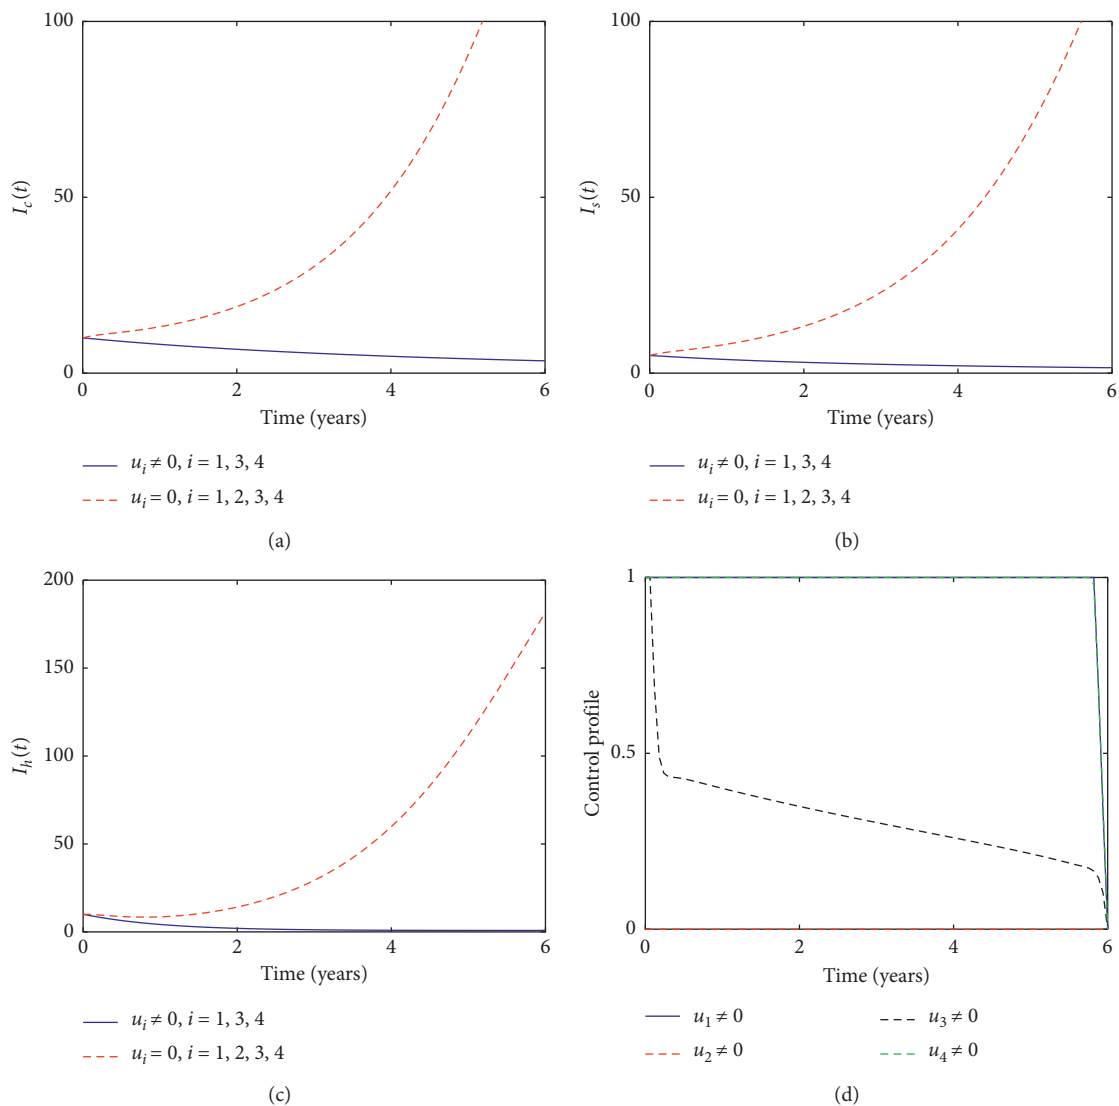 100
50
0
I_c(t)
0 2 4 6
Time (years)
u_i ≠ 0, i = 1, 3, 4
u_i = 0, i = 1, 2, 3, 4
(a)
100
50
0
I_s(t)
0 2 4 6
Time (years)
u_i ≠ 0, i = 1, 3, 4
u_i = 0, i = 1, 2, 3, 4
(b)
200
150
100
50
0
I_h(t)
0 2 4 6
Time (years)
u_i ≠ 0, i = 1, 3, 4
u_i = 0, i = 1, 2, 3, 4
(c)
1
0.5
0
Control profile
0 2 4 6
Time (years)
u_1 ≠ 0
u_2 ≠ 0
u_3 ≠ 0
u_4 ≠ 0
(d)